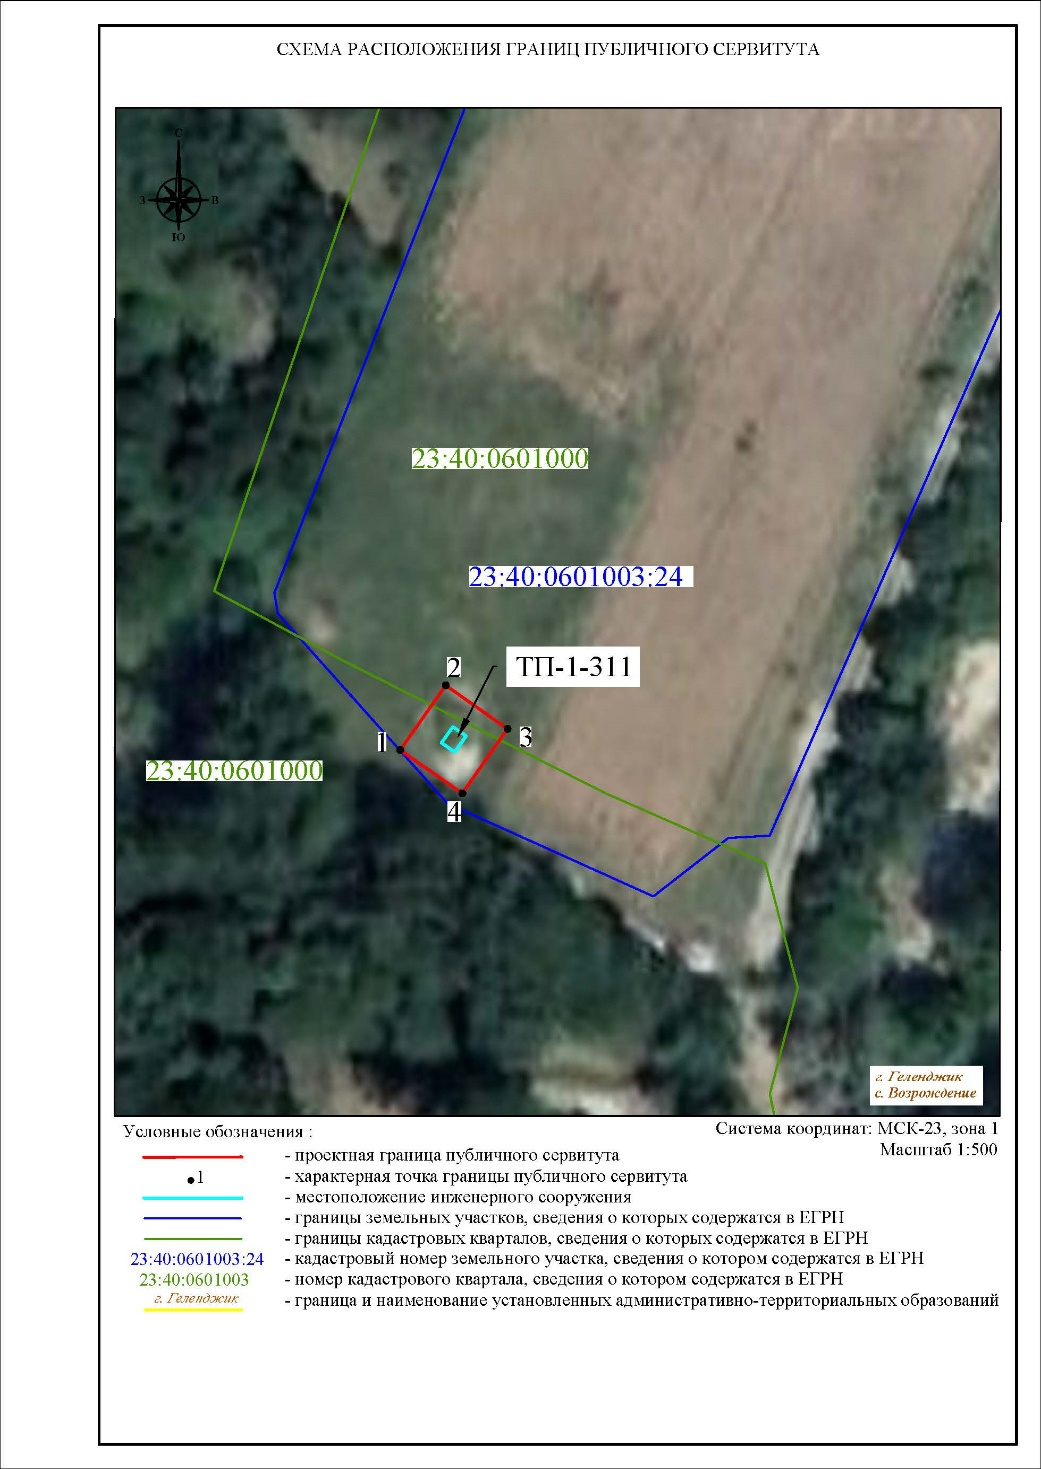 СХЕМА РАСПОЛОЖЕНИЯ ГРАНИЦ ПУБЛИЧНОГО СЕРВИТУТА
С
З В
Ю
23:40:0601000
23:40:0601003:24
2 ТП-1-311
1 3
23:40:0601000
4
г. Геленджик
с. Возрождение
Условные обозначения :
Система координат: МСК-23, зона 1
Масштаб 1:500
- проектная граница публичного сервитута
1 - характерная точка границы публичного сервитута
- местоположение инженерного сооружения
- границы земельных участков, сведения о которых содержатся в ЕГРН
- границы кадастровых кварталов, сведения о которых содержатся в ЕГРН
23:40:0601003:24 - кадастровый номер земельного участка, сведения о котором содержатся в ЕГРН
23:40:0601003 - номер кадастрового квартала, сведения о котором содержатся в ЕГРН
г. Геленджик - граница и наименование установленных административно-территориальных образований